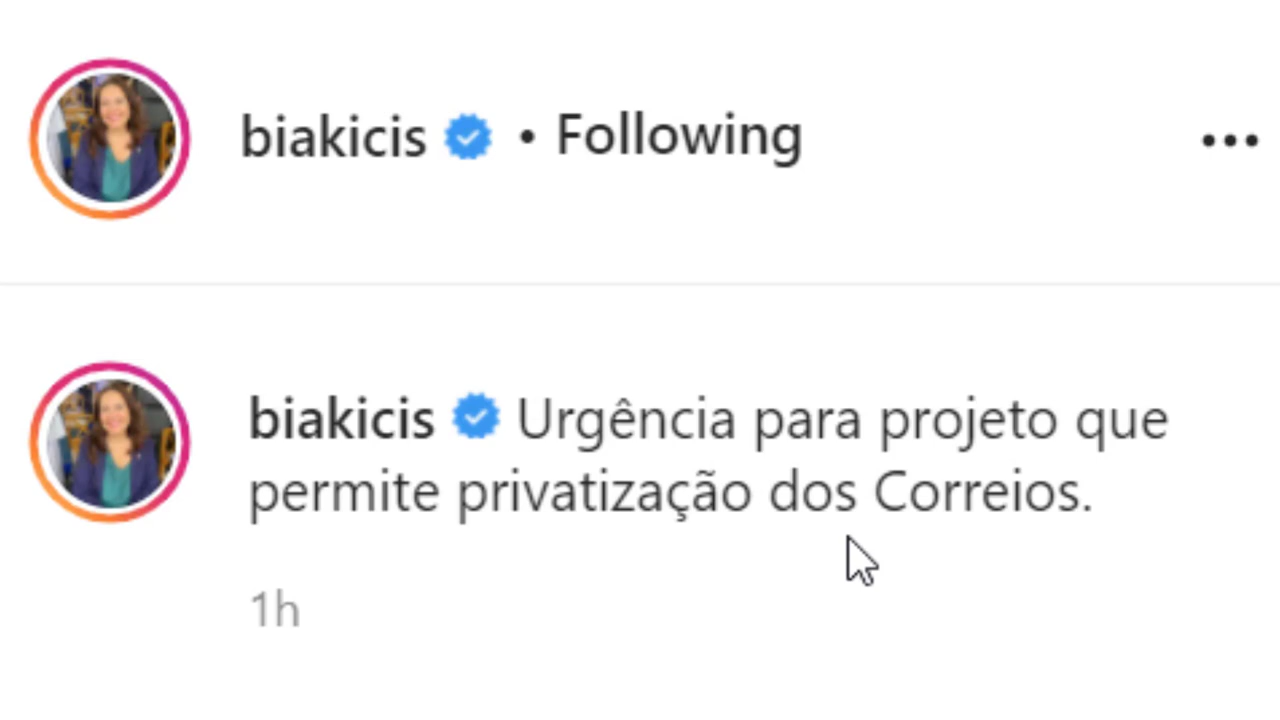 biakicis • Following
biakicis Urgência para projeto que
permite privatização dos Correios.
1h